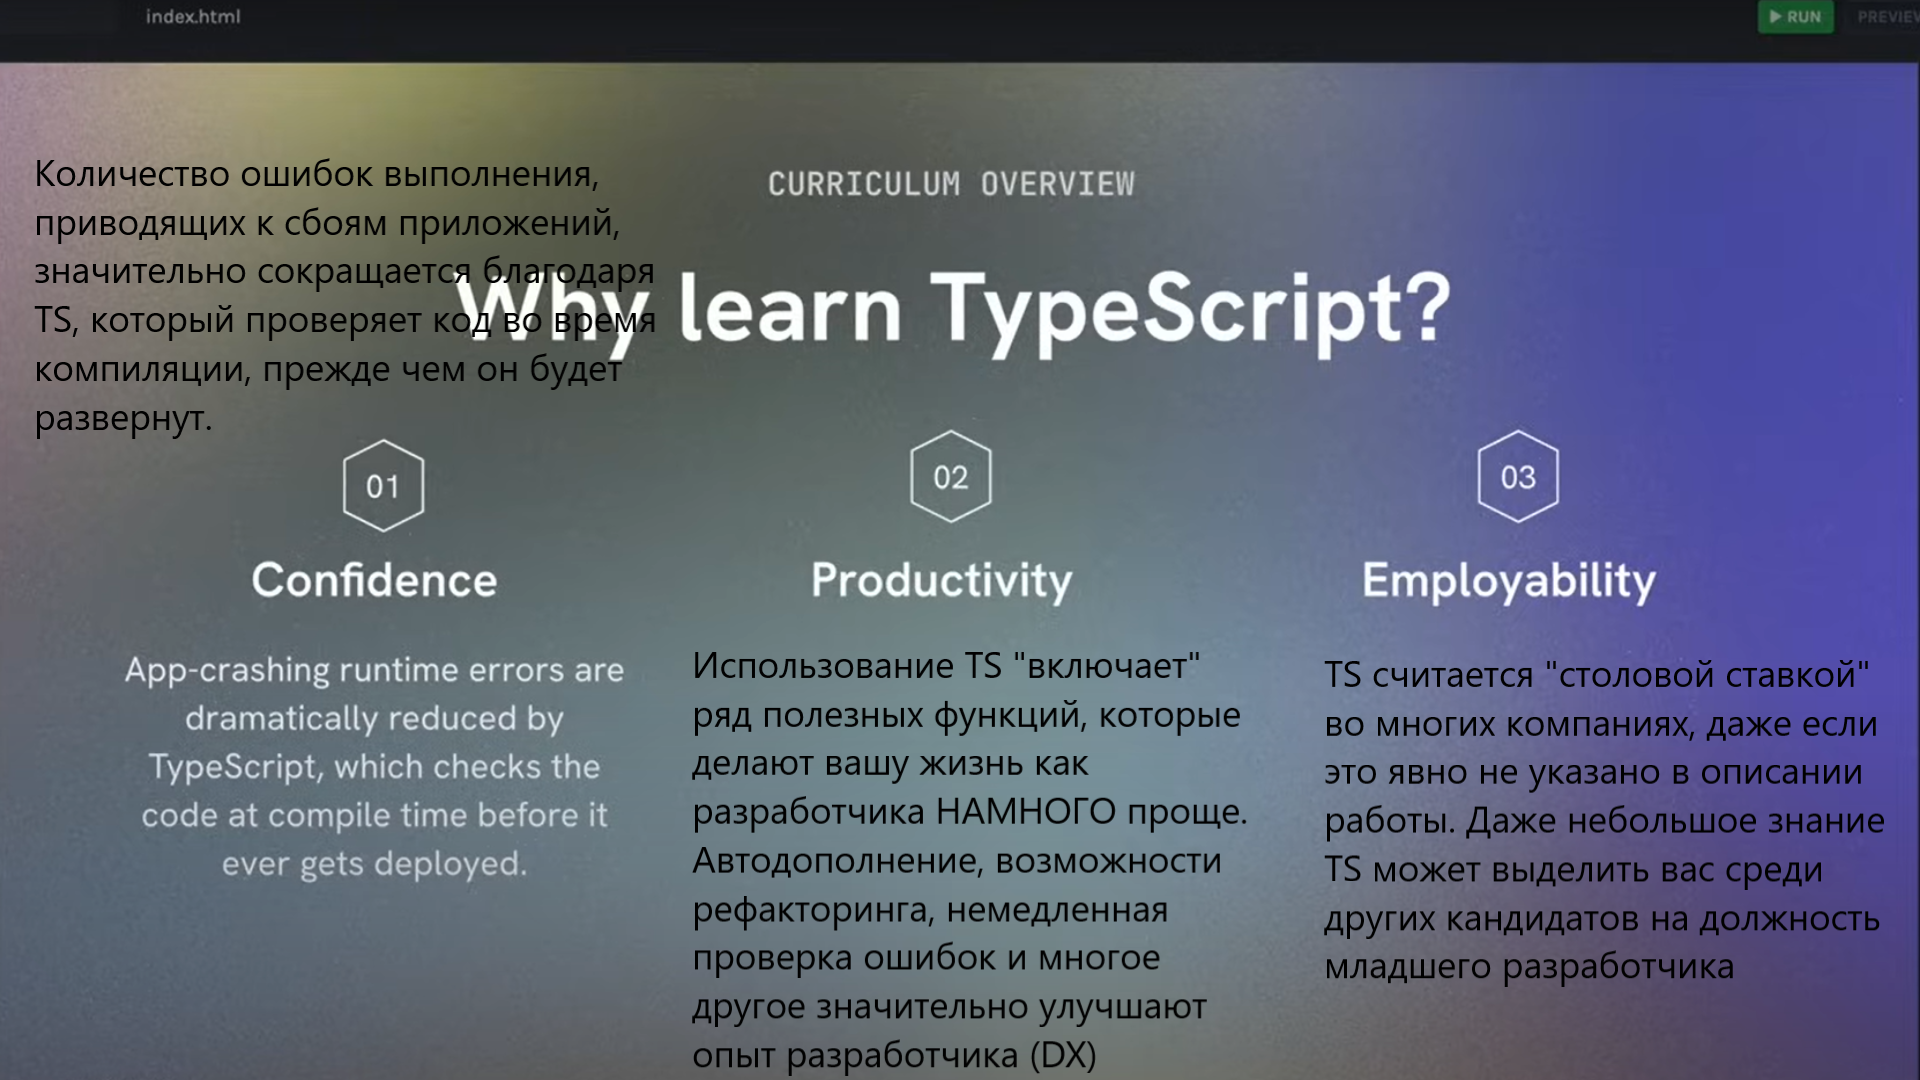 index.html
RUN
PREVIEW
Количество ошибок выполнения,
приводящих к сбоям приложений,
значительно сокращается благодаря
TS, который проверяет код во время
компиляции, прежде чем он будет
развернут.
CURRICULUM OVERVIEW
Why learn TypeScript?
01
Confidence
App-crashing runtime errors are
dramatically reduced by
TypeScript, which checks the
code at compile time before it
ever gets deployed.
02
Productivity
Использование TS "включает"
ряд полезных функций, которые
делают вашу жизнь как
разработчика НАМНОГО проще.
Автодополнение, возможности
рефакторинга, немедленная
проверка ошибок и многое
другое значительно улучшают
опыт разработчика (DX)
03
Employability
TS считается "столовой ставкой"
во многих компаниях, даже если
это явно не указано в описании
работы. Даже небольшое знание
TS может выделить вас среди
других кандидатов на должность
младшего разработчика